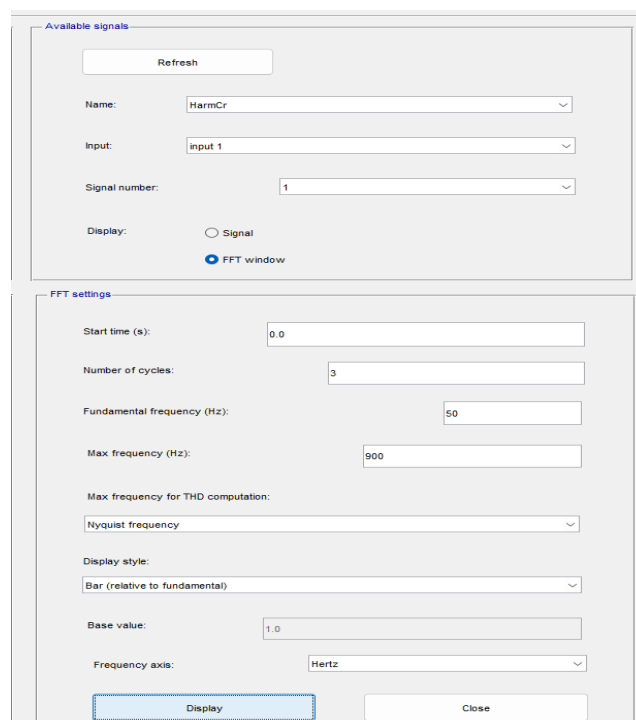 Available signals
Refresh
Name: HarmCr
Input: input 1
Signal number: 1
Display: Signal
FFT window
FFT settings
Start time (s): 0.0
Number of cycles: 3
Fundamental frequency (Hz): 50
Max frequency (Hz): 900
Max frequency for THD computation:
Nyquist frequency
Display style:
Bar (relative to fundamental)
Base value: 1.0
Frequency axis: Hertz
Display Close